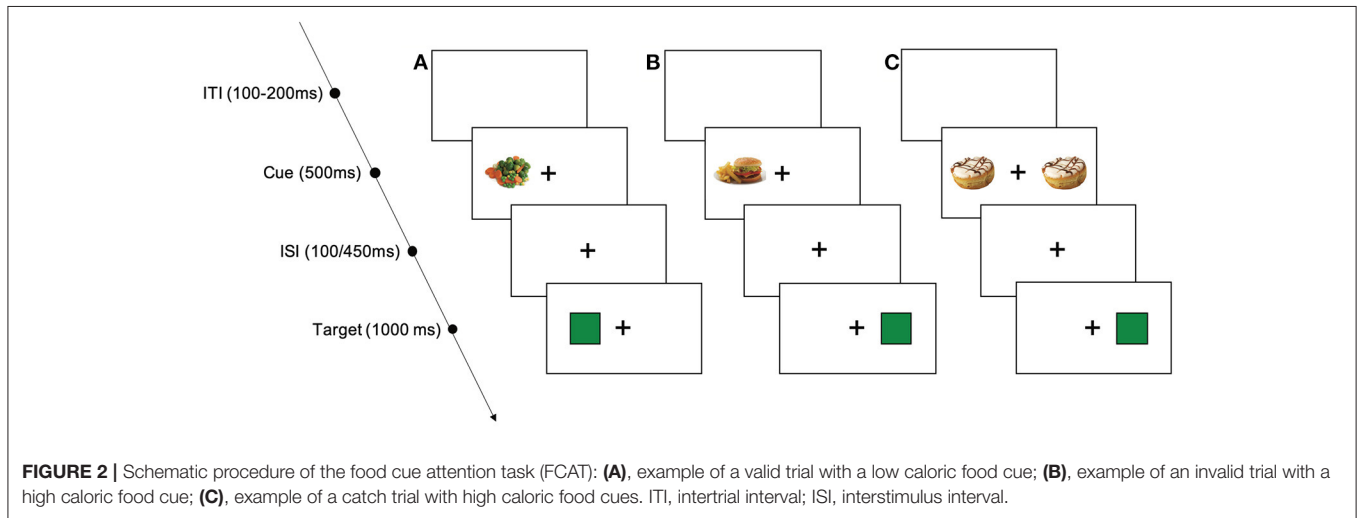 A
B
C
ITI (100-200ms)
Cue (500ms)
ISI (100/450ms)
Target (1000 ms)
FIGURE 2 | Schematic procedure of the food cue attention task (FCAT): (A), example of a valid trial with a low caloric food cue; (B), example of an invalid trial with a
high caloric food cue; (C), example of a catch trial with high caloric food cues. ITI, intertrial interval; ISI, interstimulus interval.